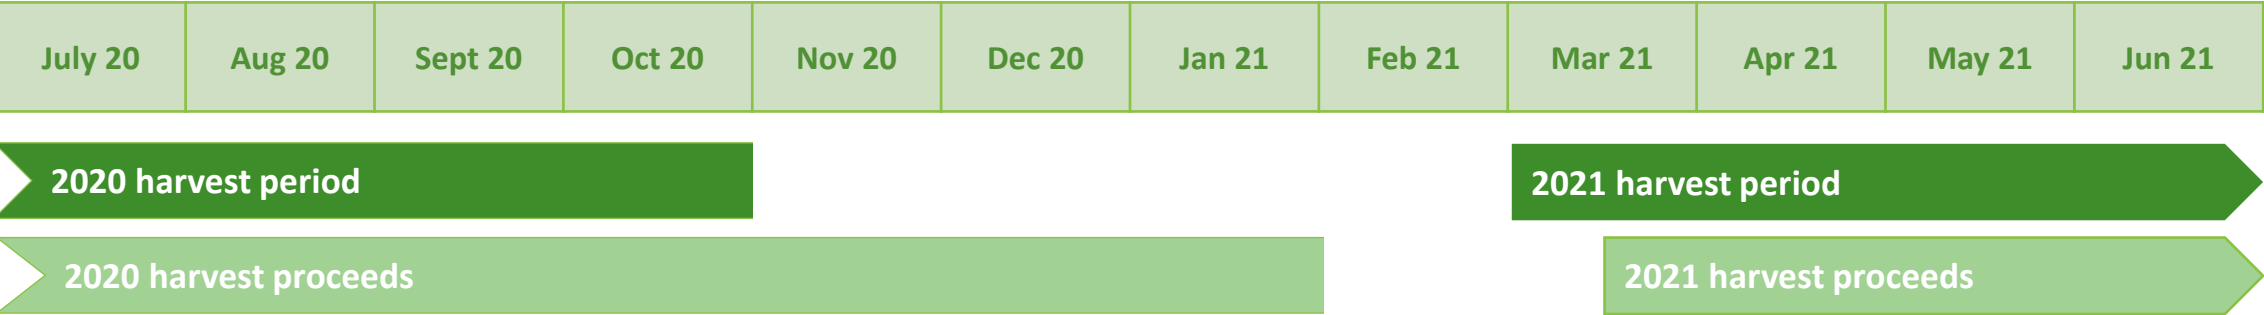 July 20 Aug 20 Sept 20 Oct 20 Nov 20 Dec 20 Jan 21 Feb 21 Mar 21 Apr 21 May 21 Jun 21
2020 harvest period 2021 harvest period
2020 harvest proceeds 2021 harvest proceeds